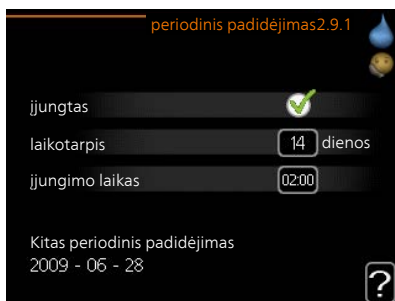 periodinis padidėjimas2.9.1
įjungtas
laikotarpis 14 dienos
įjungimo laikas 02:00
Kitas periodinis padidėjimas
2009 - 06 - 28
?